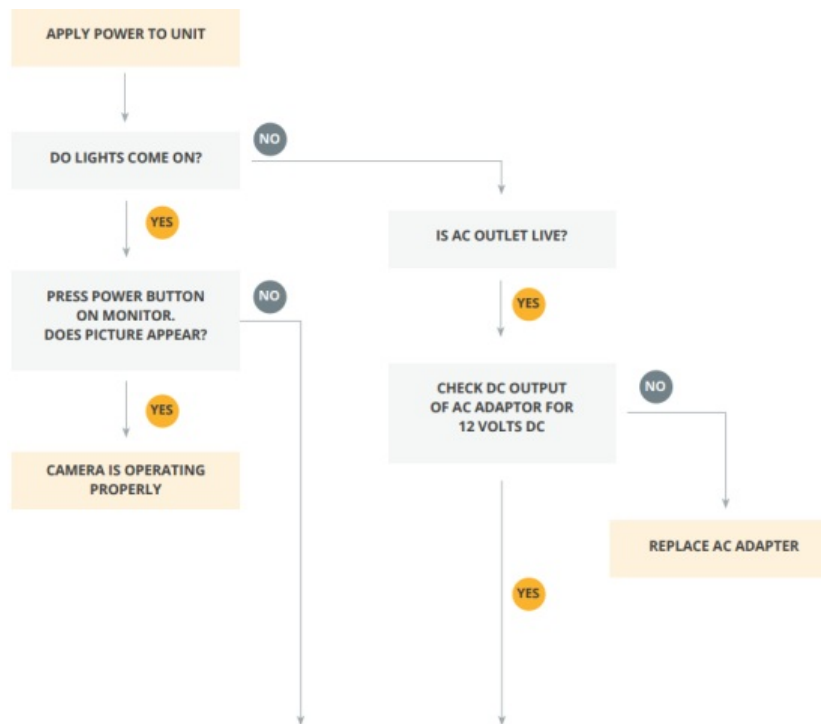 APPLY POWER TO UNIT
DO LIGHTS COME ON?
NO
YES
IS AC OUTLET LIVE?
PRESS POWER BUTTON
ON MONITOR.
DOES PICTURE APPEAR?
NO
YES
CHECK DC OUTPUT
OF AC ADAPTOR FOR
12 VOLTS DC
NO
YES
CAMERA IS OPERATING
PROPERLY
REPLACE AC ADAPTER
YES